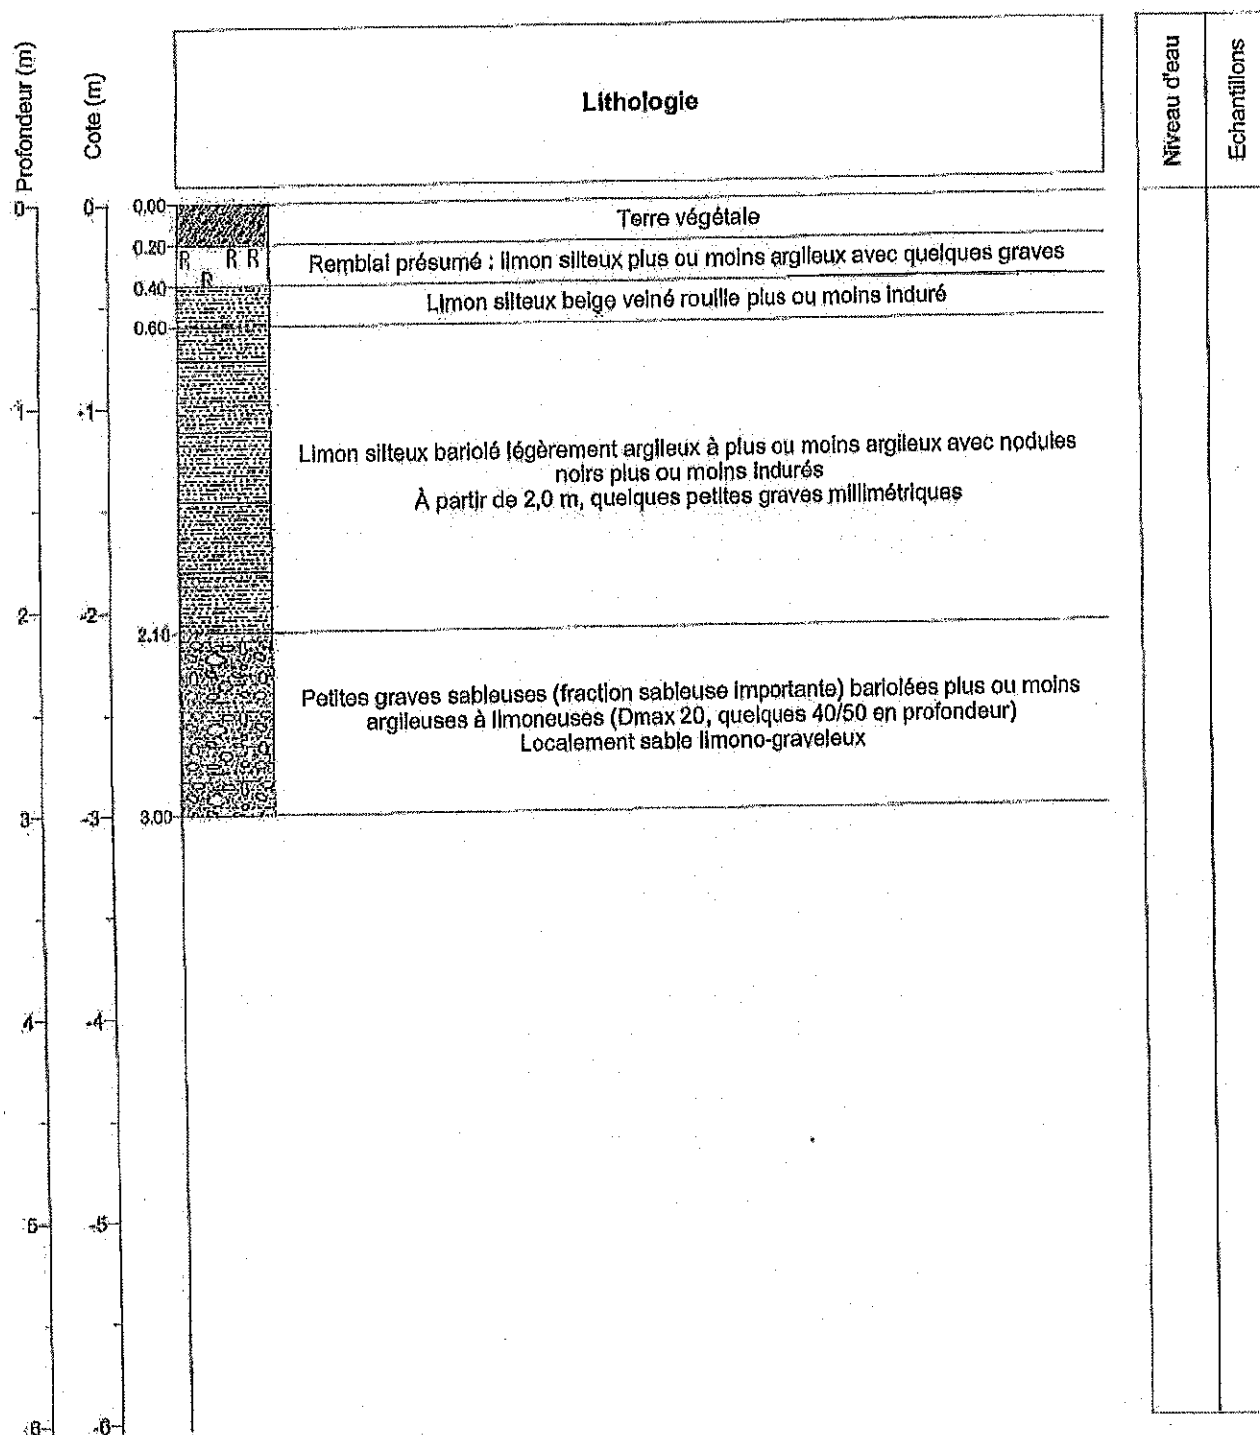 Profondeur (m)
Cote (m)
Lithologie
Niveau d'eau
Echantillons
0
0
0,00
Terre végétale
0.20
R R R
R
Remblai présumé : limon silteux plus ou moins argileux avec quelques graves
0.40
Limon silteux beige veiné rouille plus ou moins induré
0.60
1
-1
Limon silteux bariolé légèrement argileux à plus ou moins argileux avec nodules
noirs plus ou moins indurés
À partir de 2,0 m, quelques petites graves millimétriques
2
-2
2.10
Petites graves sableuses (fraction sableuse importante) bariolées plus ou moins
argileuses à limoneuses (Dmax 20, quelques 40/50 en profondeur)
Localement sable limono-graveleux
3
-3
3.00
4
-4
5
-5
6
-6